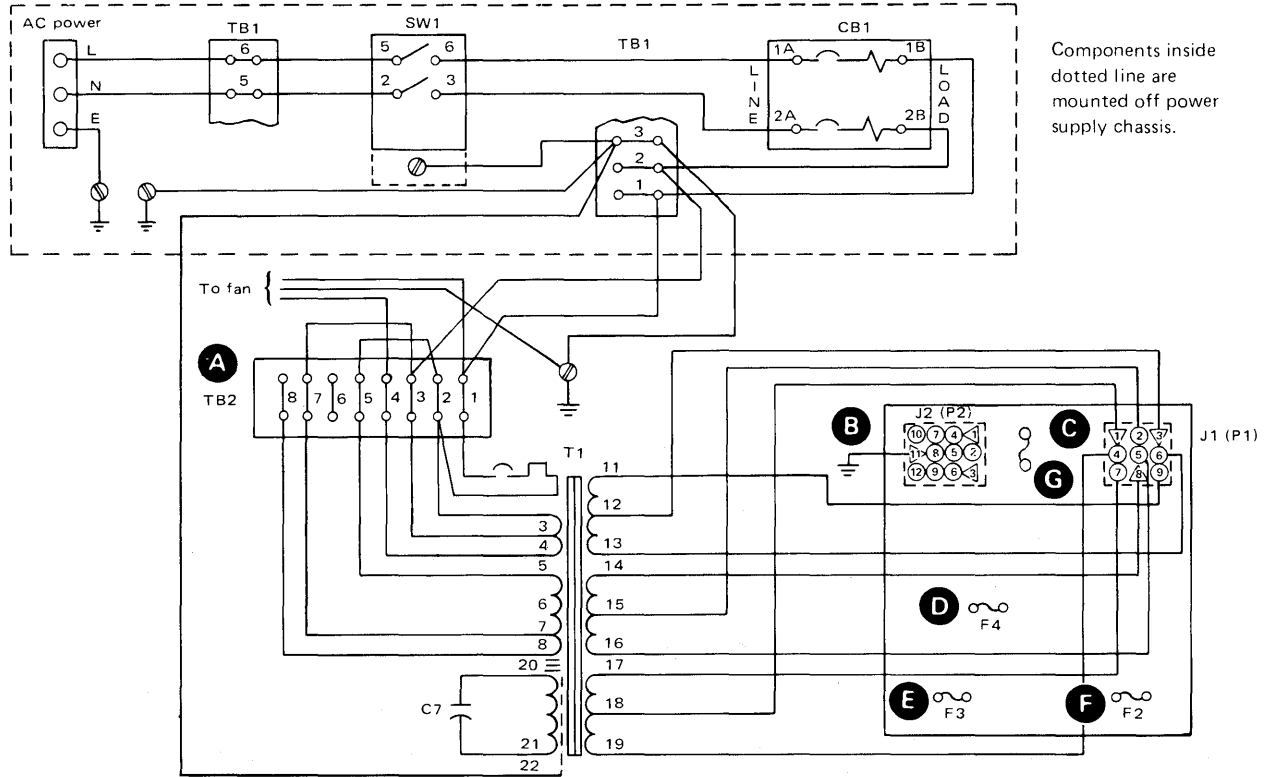 AC power
L
N
E
TB1
6
5
SW1
5 6
2 3
TB1
3
2
1
CB1
1A 1B
2A 2B
LINE
LOAD
Components inside
dotted line are
mounted off power
supply chassis.
To fan
A
TB2
8 7 6 5 4 3 2 1
T1
3
4
5
6
7
8
20
21
22
C7
11
12
13
14
15
16
17
18
19
B
J2 (P2)
10 7 4 1
11 8 5 2
12 9 6 3
C
G
J1 (P1)
1 2 3
4 5 6
7 8 9
D
F4
E
F3
F
F2